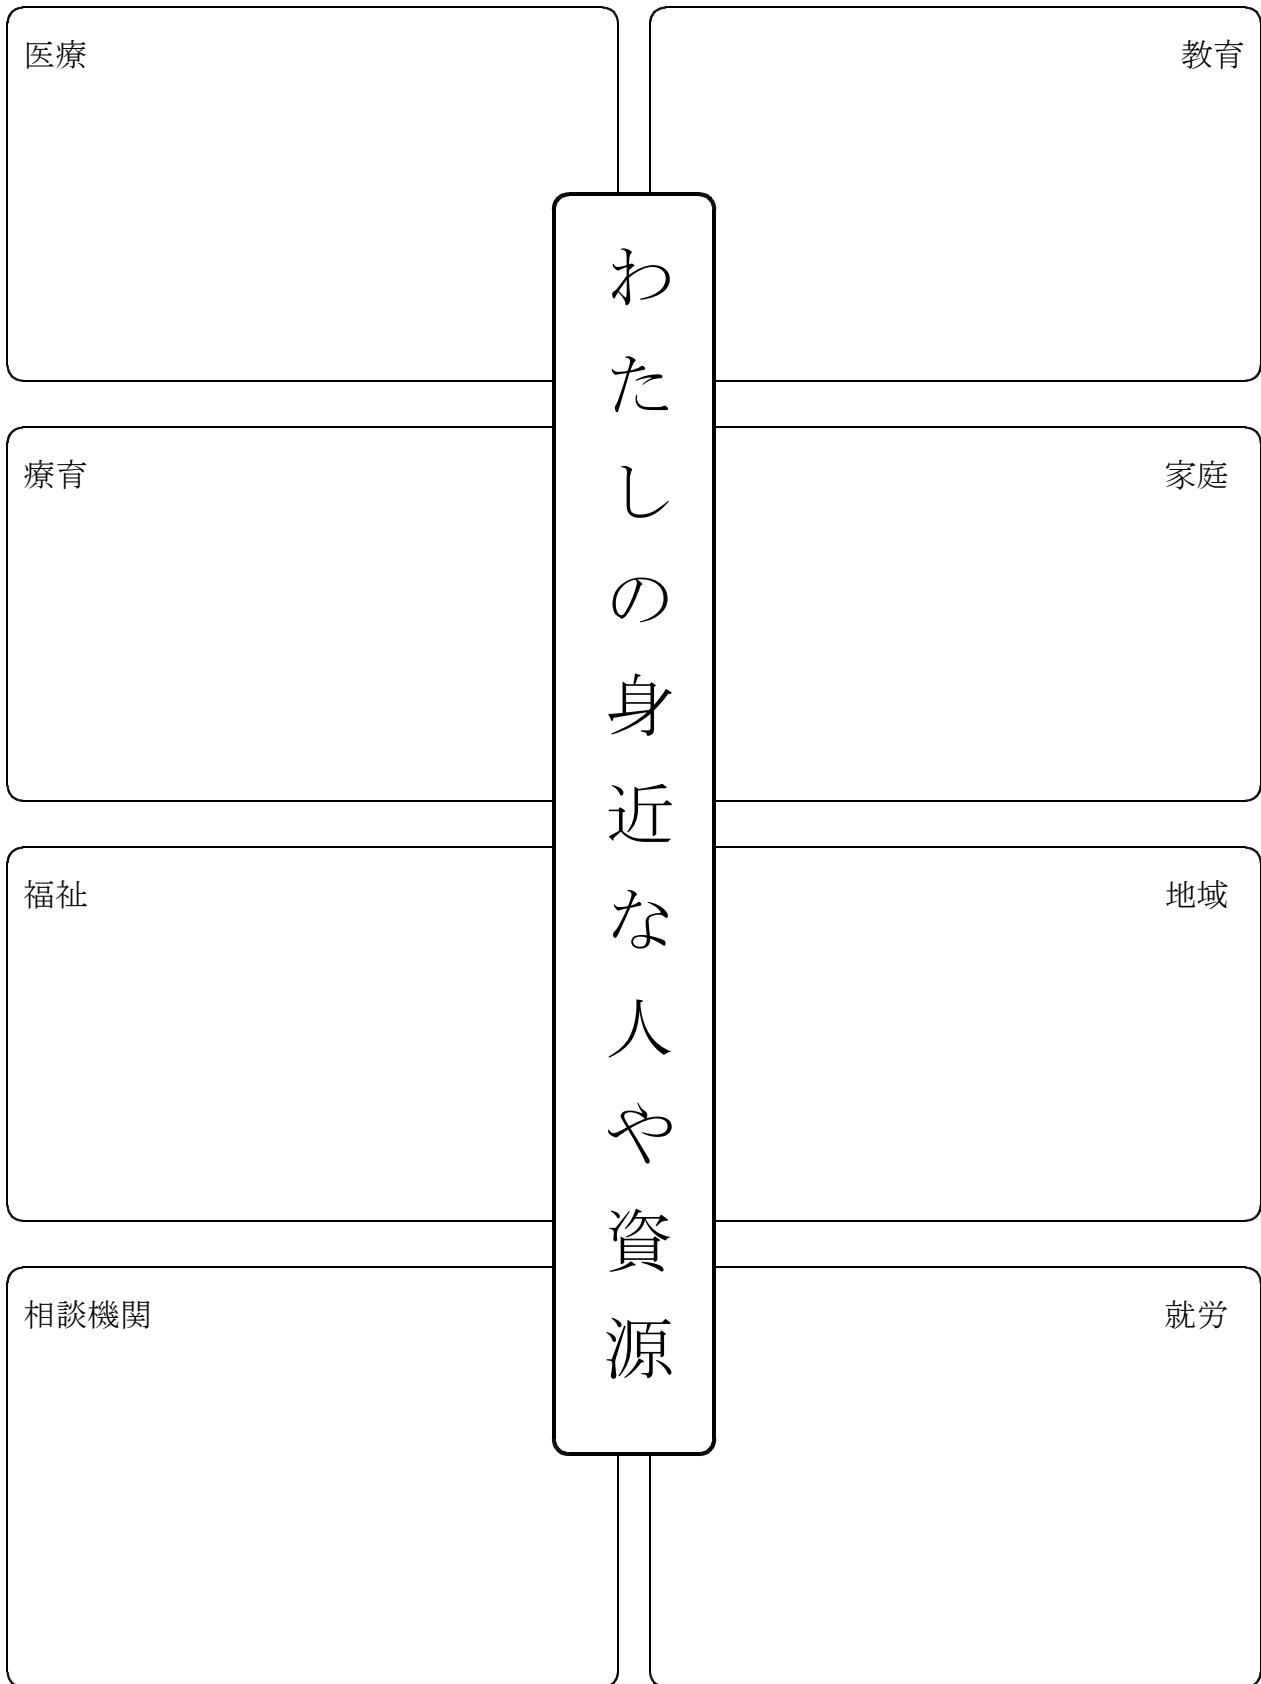 医療
教育
わたしの身近な人や資源
療育
家庭
福祉
地域
相談機関
就労